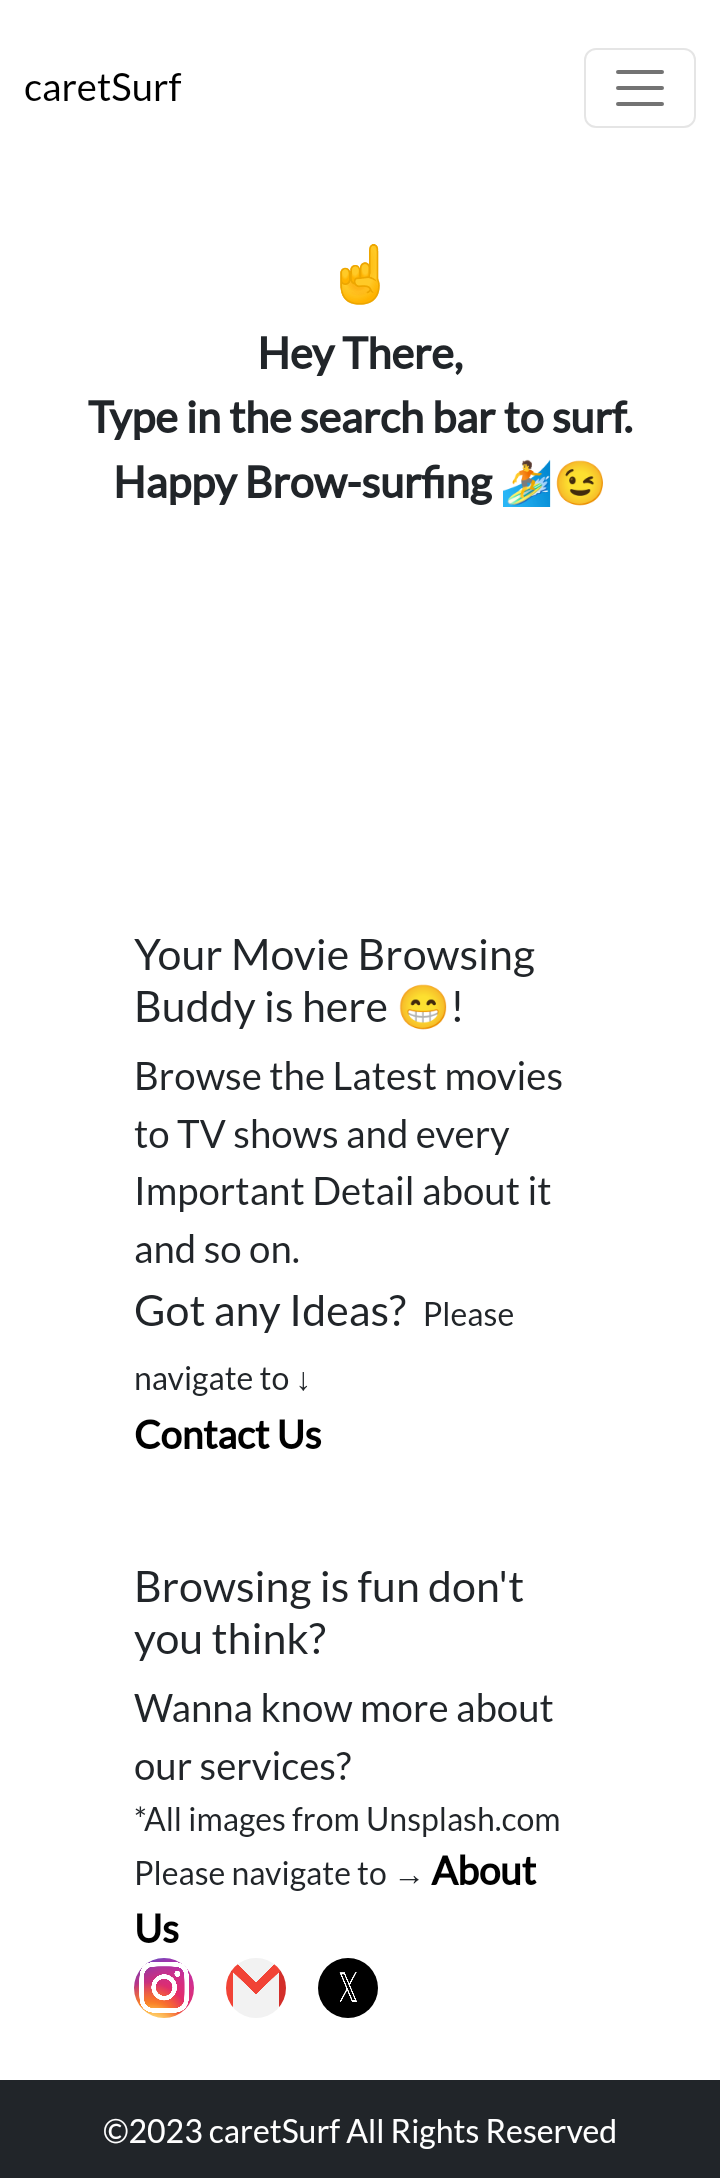 caretSurf
☝️
Hey There,
Type in the search bar to surf.
Happy Brow-surfing 🏄😉
Your Movie Browsing
Buddy is here 😁!
Browse the Latest movies
to TV shows and every
Important Detail about it
and so on.
Got any Ideas? Please
navigate to ↓
Contact Us
Browsing is fun don't
you think?
Wanna know more about
our services?
*All images from Unsplash.com
Please navigate to → About
Us
©2023 caretSurf All Rights Reserved